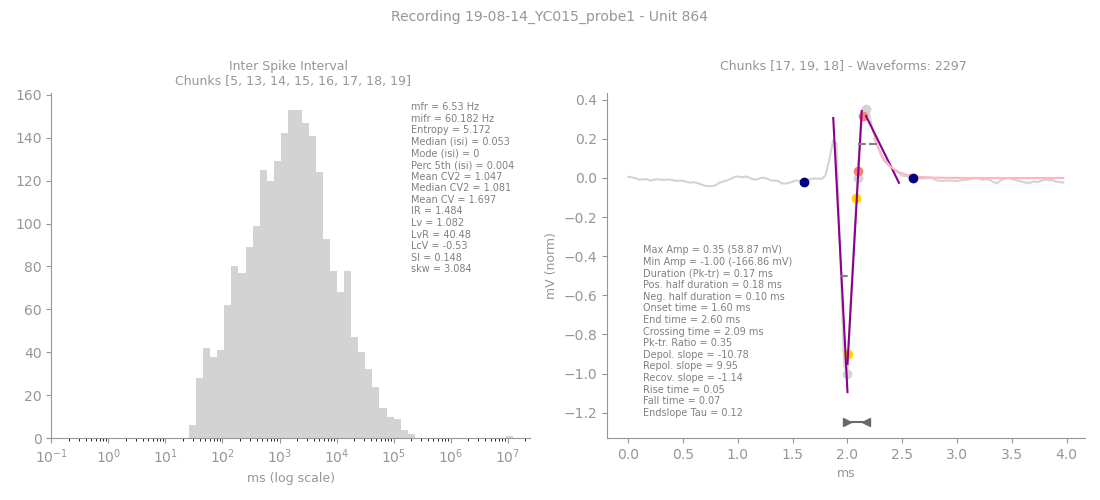 Recording 19-08-14_YC015_probe1 - Unit 864
Inter Spike Interval
Chunks [5, 13, 14, 15, 16, 17, 18, 19]
160
140
120
100
80
60
40
20
0
mfr = 6.53 Hz
mifr = 60.182 Hz
Entropy = 5.172
Median (isi) = 0.053
Mode (isi) = 0
Perc 5th (isi) = 0.004
Mean CV2 = 1.047
Median CV2 = 1.081
Mean CV = 1.697
IR = 1.484
Lv = 1.082
LvR = 40.48
LcV = -0.53
SI = 0.148
skw = 3.084
10⁻¹ 10⁰ 10¹ 10² 10³ 10⁴ 10⁵ 10⁶ 10⁷
ms (log scale)
Chunks [17, 19, 18] - Waveforms: 2297
mV (norm)
0.4
0.2
0.0
−0.2
−0.4
−0.6
−0.8
−1.0
−1.2
Max Amp = 0.35 (58.87 mV)
Min Amp = -1.00 (-166.86 mV)
Duration (Pk-tr) = 0.17 ms
Pos. half duration = 0.18 ms
Neg. half duration = 0.10 ms
Onset time = 1.60 ms
End time = 2.60 ms
Crossing time = 2.09 ms
Pk-tr. Ratio = 0.35
Depol. slope = -10.78
Repol. slope = 9.95
Recov. slope = -1.14
Rise time = 0.05
Fall time = 0.07
Endslope Tau = 0.12
0.0 0.5 1.0 1.5 2.0 2.5 3.0 3.5 4.0
ms